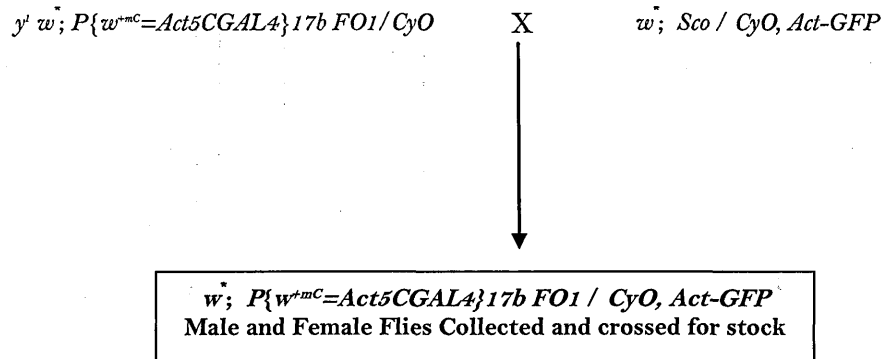 y¹ w*; P{w+mC=Act5CGAL4}17b FO1/CyO X w*; Sco / CyO, Act-GFP
w*; P{w+mC=Act5CGAL4}17b FO1 / CyO, Act-GFP
Male and Female Flies Collected and crossed for stock